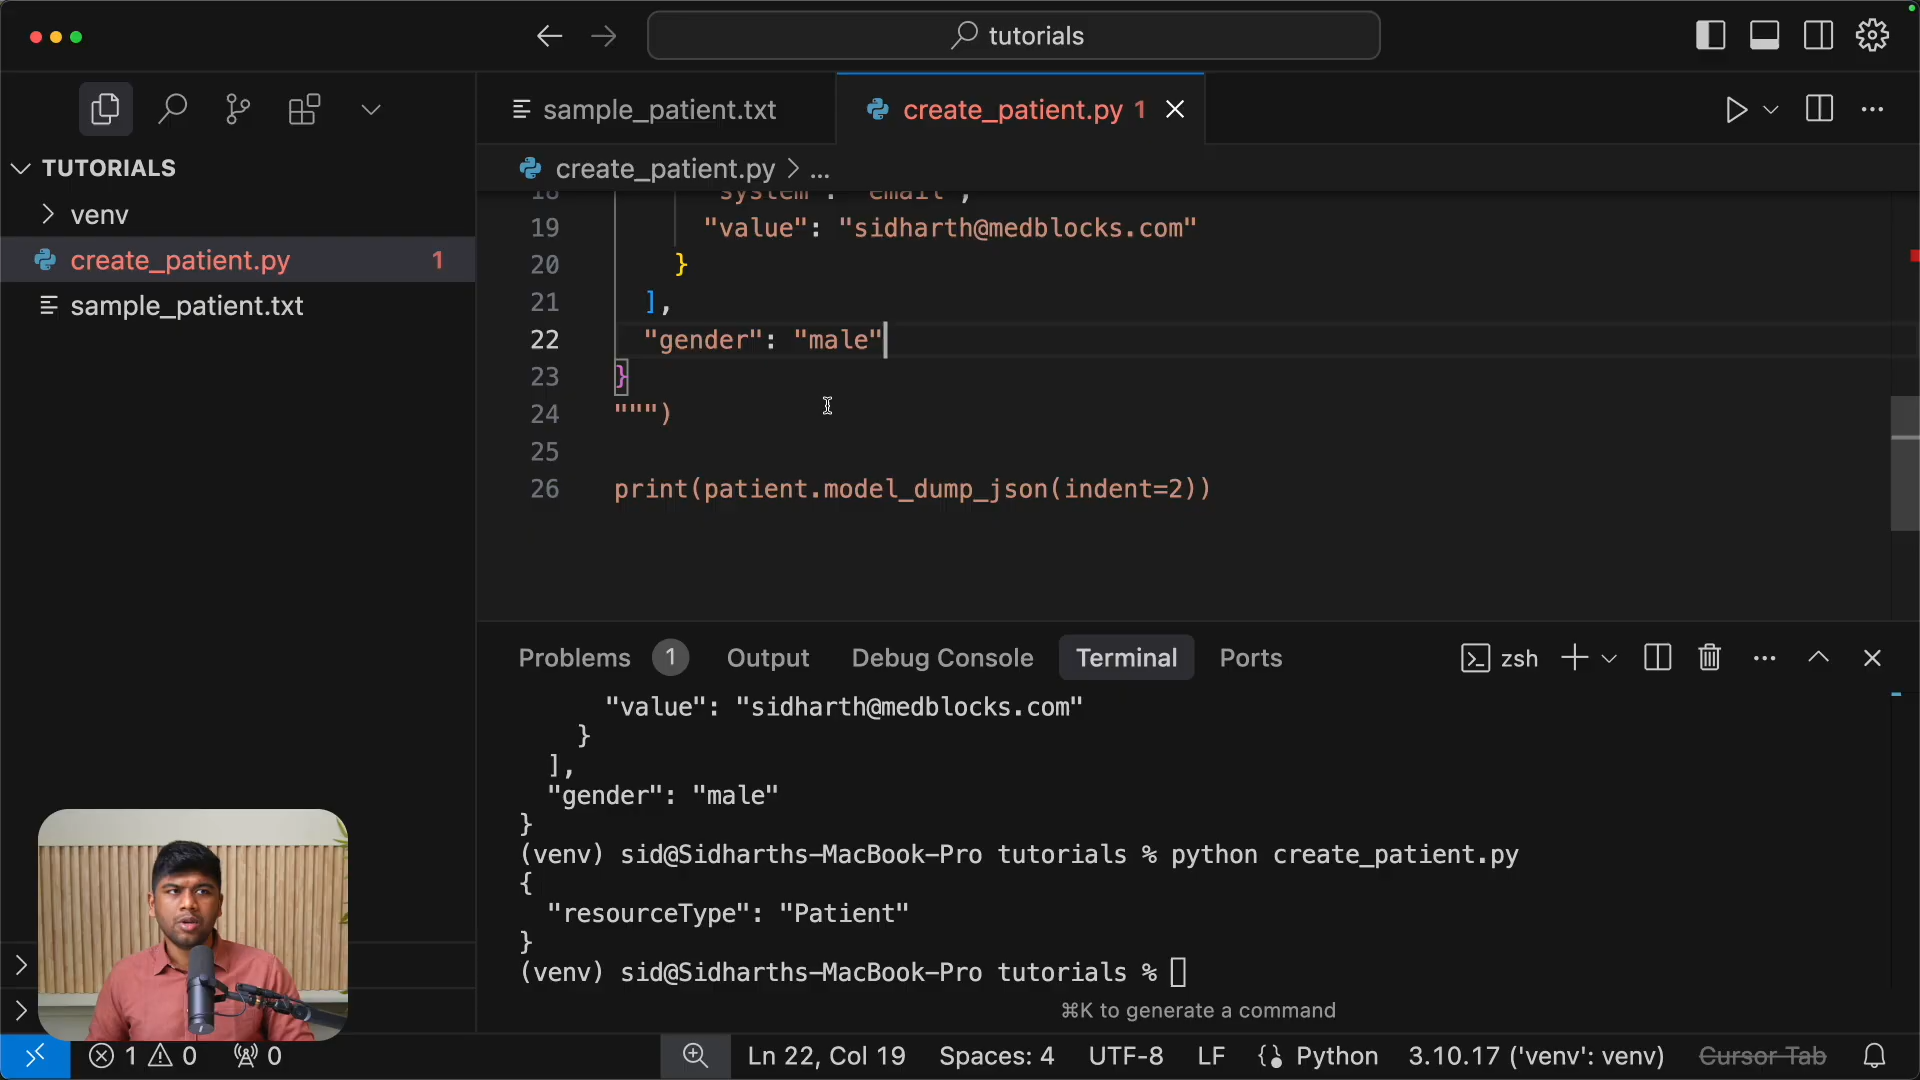 tutorials
TUTORIALS
venv
create_patient.py 1
sample_patient.txt
sample_patient.txt
create_patient.py 1
create_patient.py > ...
18 "system": "email",
19 "value": "sidharth@medblocks.com"
20 }
21 ],
22 "gender": "male"
23 }
24 """)
25
26 print(patient.model_dump_json(indent=2))
Problems 1 Output Debug Console Terminal Ports
zsh
"value": "sidharth@medblocks.com"
}
],
"gender": "male"
}
(venv) sid@Sidharths-MacBook-Pro tutorials % python create_patient.py
{
"resourceType": "Patient"
}
(venv) sid@Sidharths-MacBook-Pro tutorials %
⌘K to generate a command
1 0 0 Ln 22, Col 19 Spaces: 4 UTF-8 LF Python 3.10.17 ('venv': venv) Cursor Tab